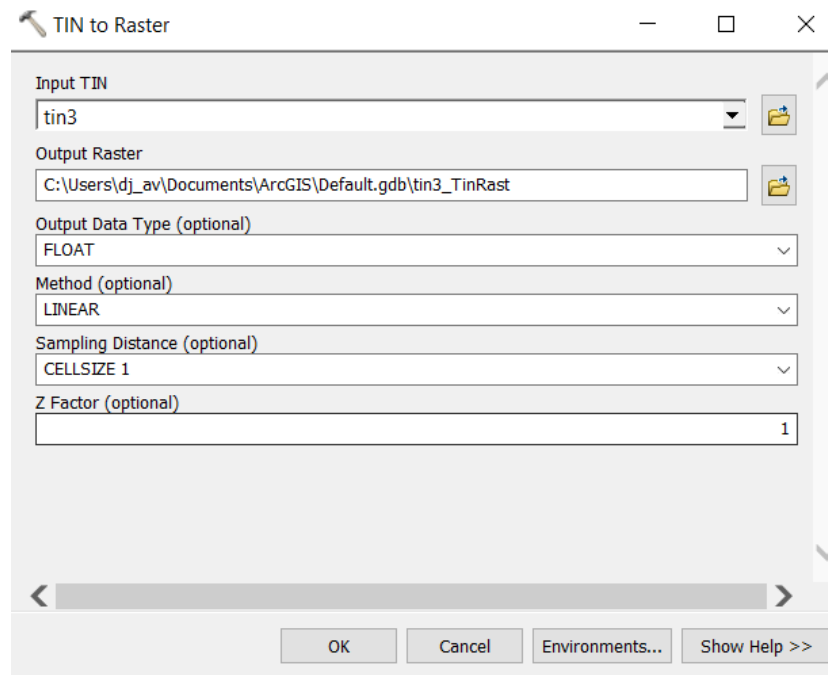 TIN to Raster
Input TIN
tin3
Output Raster
C:\Users\dj_av\Documents\ArcGIS\Default.gdb\tin3_TinRast
Output Data Type (optional)
FLOAT
Method (optional)
LINEAR
Sampling Distance (optional)
CELLSIZE 1
Z Factor (optional)
1
OK Cancel Environments... Show Help >>